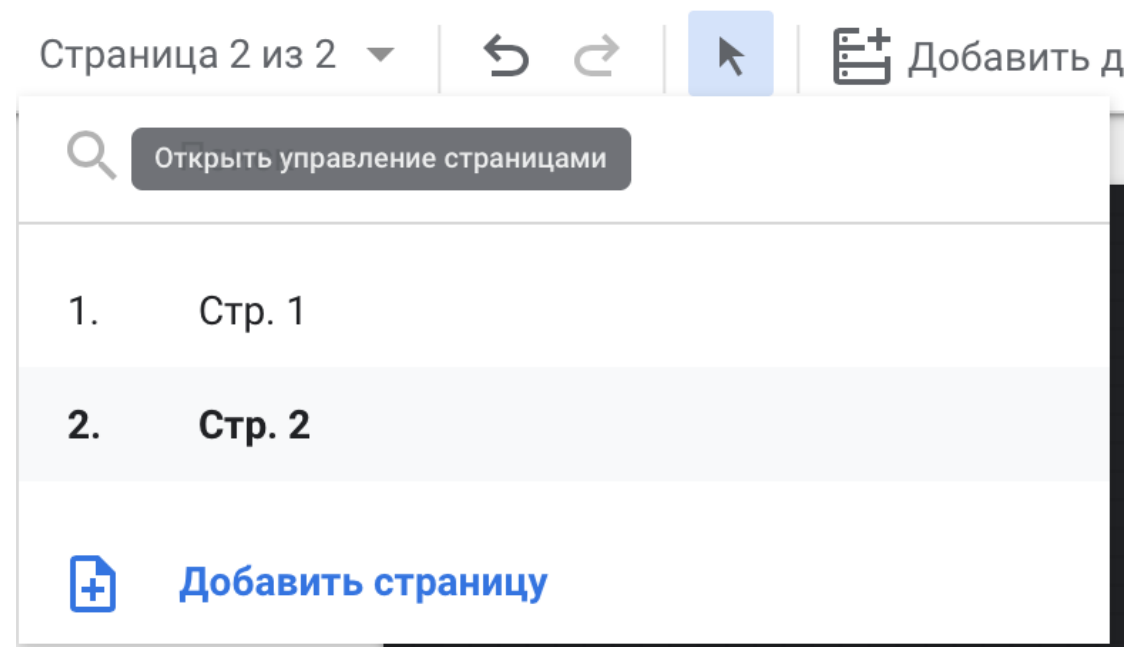 Страница 2 из 2
Добавить д
Открыть управление страницами
1. Стр. 1
2. Стр. 2
Добавить страницу